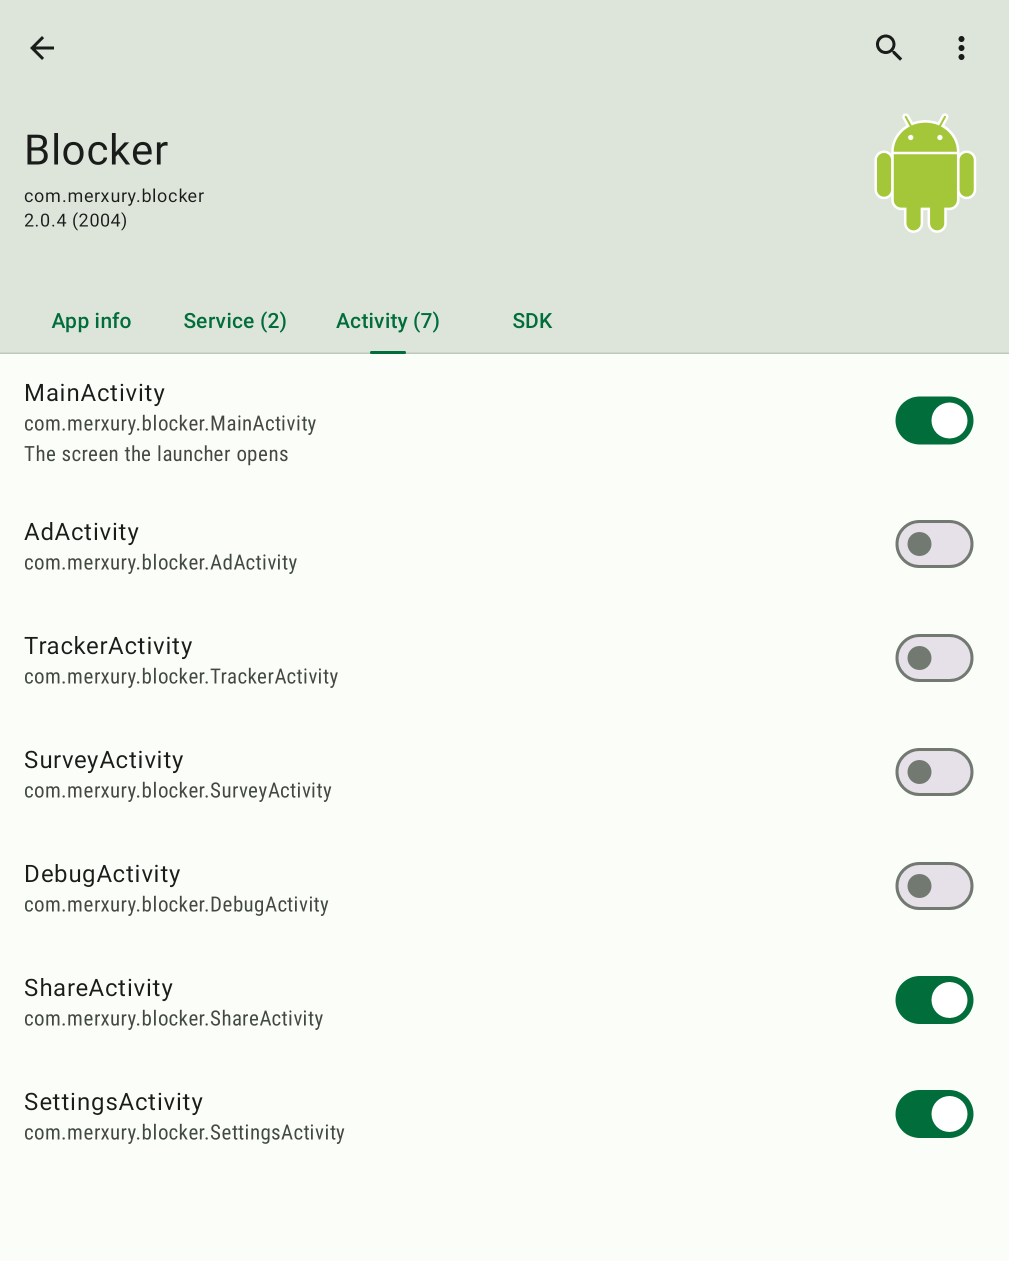 Blocker
com.merxury.blocker
2.0.4 (2004)
App info
Service (2)
Activity (7)
SDK
MainActivity
com.merxury.blocker.MainActivity
The screen the launcher opens
AdActivity
com.merxury.blocker.AdActivity
TrackerActivity
com.merxury.blocker.TrackerActivity
SurveyActivity
com.merxury.blocker.SurveyActivity
DebugActivity
com.merxury.blocker.DebugActivity
ShareActivity
com.merxury.blocker.ShareActivity
SettingsActivity
com.merxury.blocker.SettingsActivity